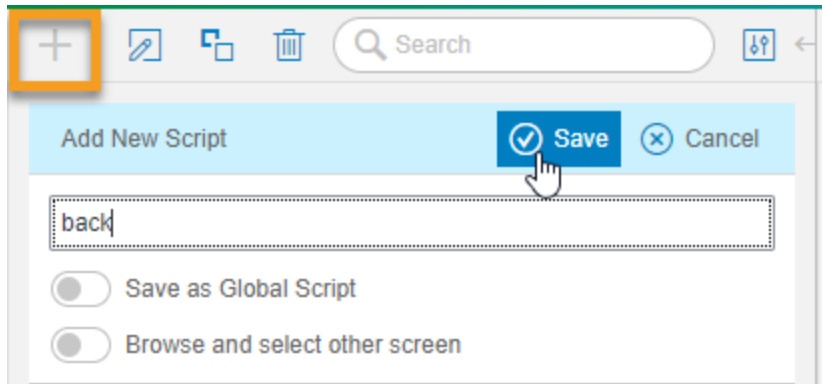 Search
Add New Script Save Cancel
back
Save as Global Script
Browse and select other screen